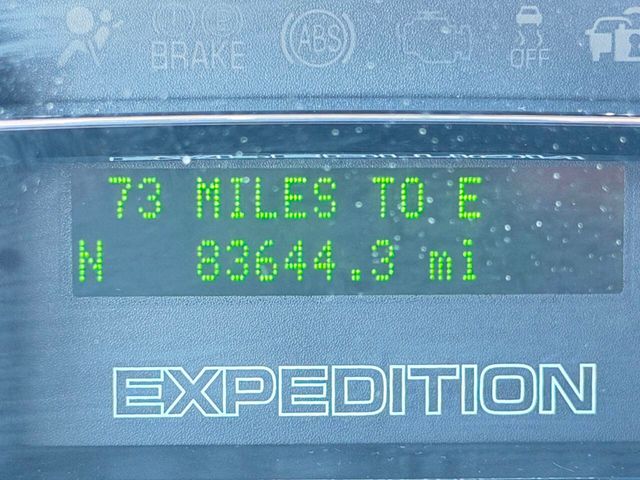 BRAKE
ABS
OFF
73 MILES TO E
N 83644.3 mi
EXPEDITION